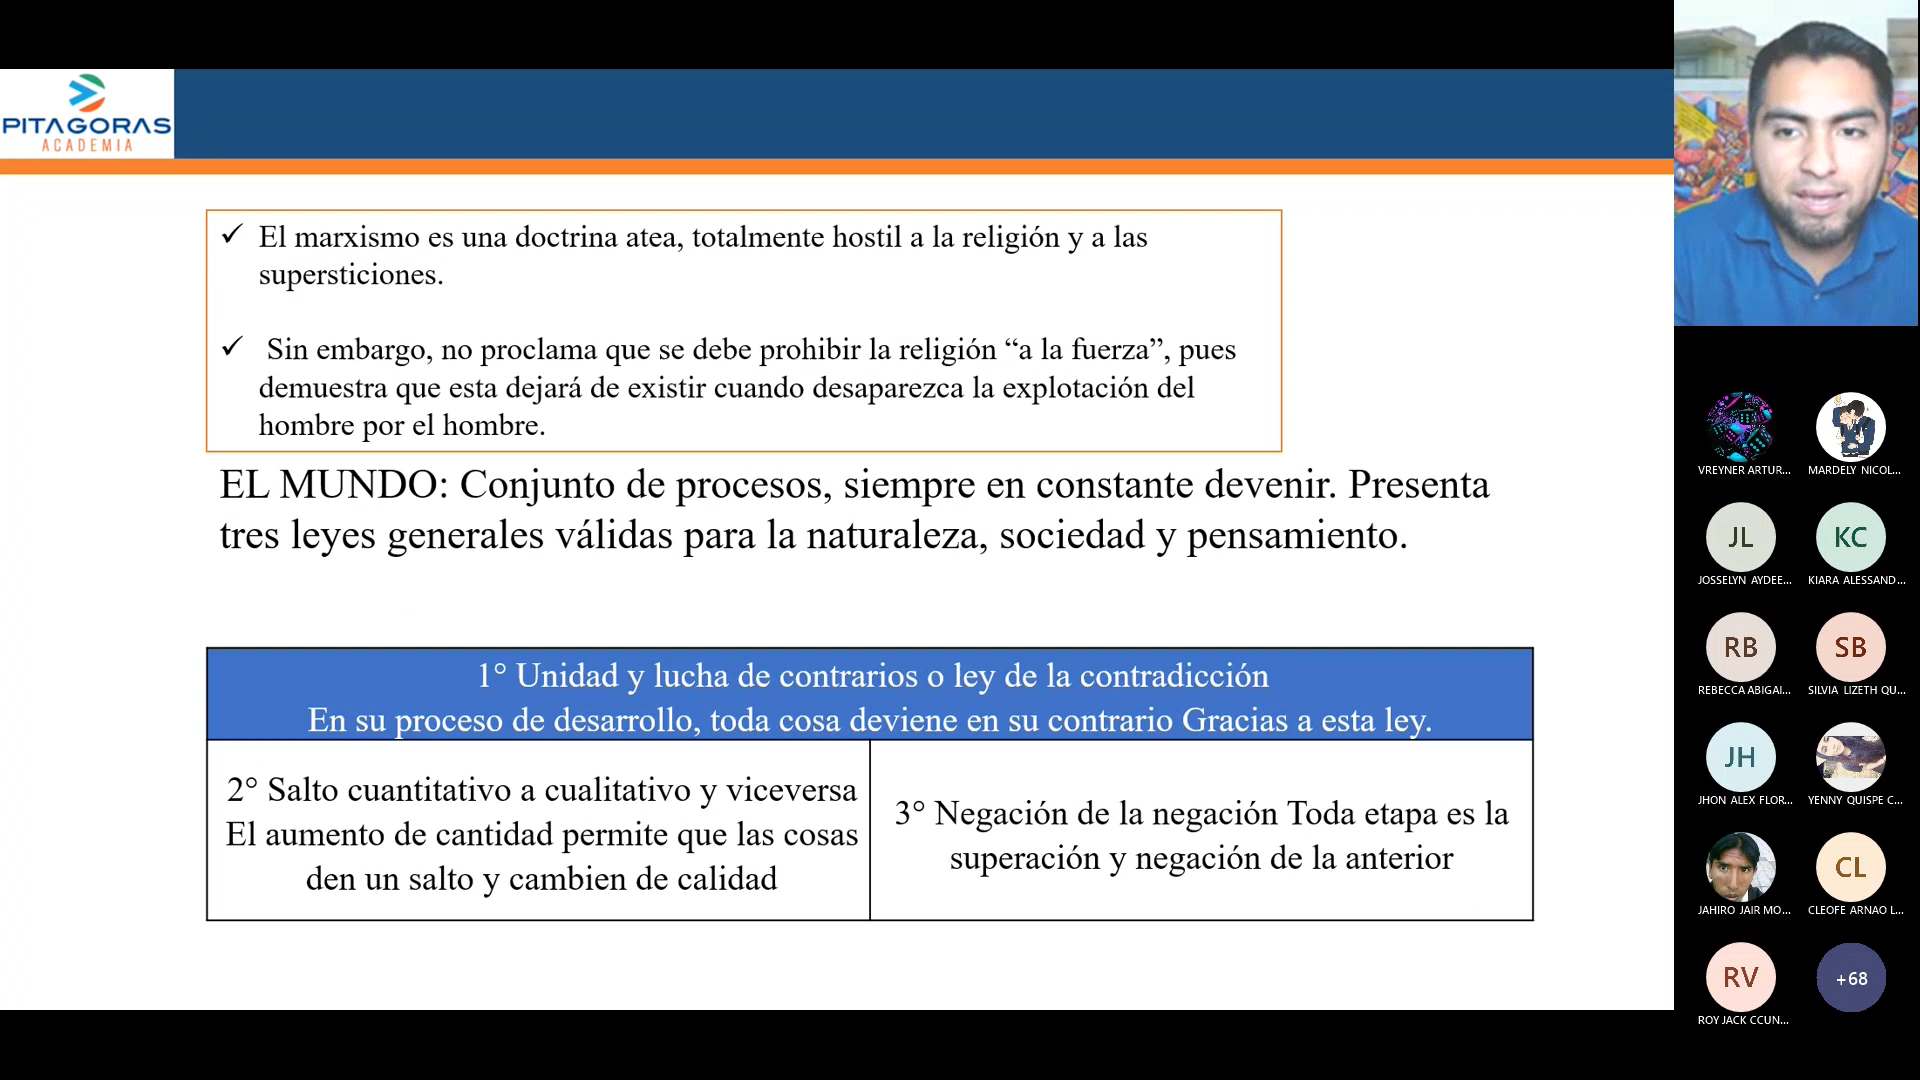 PITAGORAS
ACADEMIA
✓ El marxismo es una doctrina atea, totalmente hostil a la religión y a las
supersticiones.
✓ Sin embargo, no proclama que se debe prohibir la religión “a la fuerza”, pues
demuestra que esta dejará de existir cuando desaparezca la explotación del
hombre por el hombre.
EL MUNDO: Conjunto de procesos, siempre en constante devenir. Presenta
tres leyes generales válidas para la naturaleza, sociedad y pensamiento.
1° Unidad y lucha de contrarios o ley de la contradicción
En su proceso de desarrollo, toda cosa deviene en su contrario Gracias a esta ley.
2° Salto cuantitativo a cualitativo y viceversa
El aumento de cantidad permite que las cosas
den un salto y cambien de calidad
3° Negación de la negación Toda etapa es la
superación y negación de la anterior
VREYNER ARTUR...
MARDELY NICOL...
JL
KC
JOSSELYN AYDEE...
KIARA ALESSAND...
RB
SB
REBECCA ABIGAI...
SILVIA LIZETH QU...
JH
JHON ALEX FLOR...
YENNY QUISPE C...
CL
JAHIRO JAIR MO...
CLEOFE ARNAO L...
RV
+68
ROY JACK CCUN...